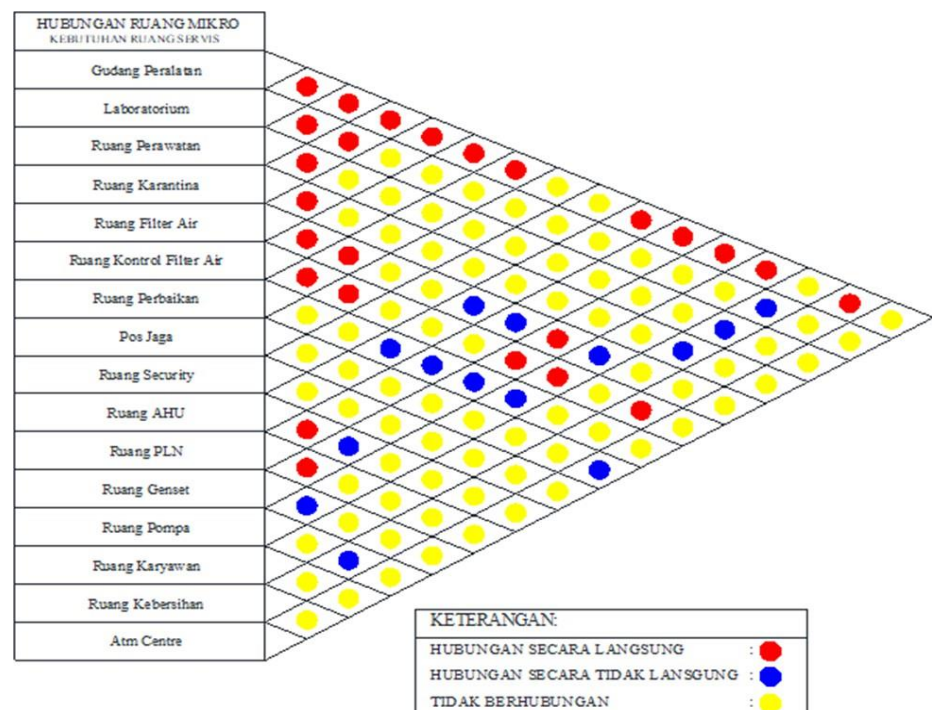 HUBUNGAN RUANG MIKRO
KEBUTUHAN RUANG SERVIS
Gudang Peralatan
Laboratorium
Ruang Perawatan
Ruang Karantina
Ruang Filter Air
Ruang Kontrol Filter Air
Ruang Perbaikan
Pos Jaga
Ruang Security
Ruang AHU
Ruang PLN
Ruang Genset
Ruang Pompa
Ruang Karyawan
Ruang Kebersihan
Atm Centre
KETERANGAN:
HUBUNGAN SECARA LANGSUNG :
HUBUNGAN SECARA TIDAK LANSGUNG :
TIDAK BERHUBUNGAN :